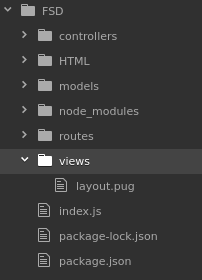 FSD
controllers
HTML
models
node_modules
routes
views
layout.pug
index.js
package-lock.json
package.json